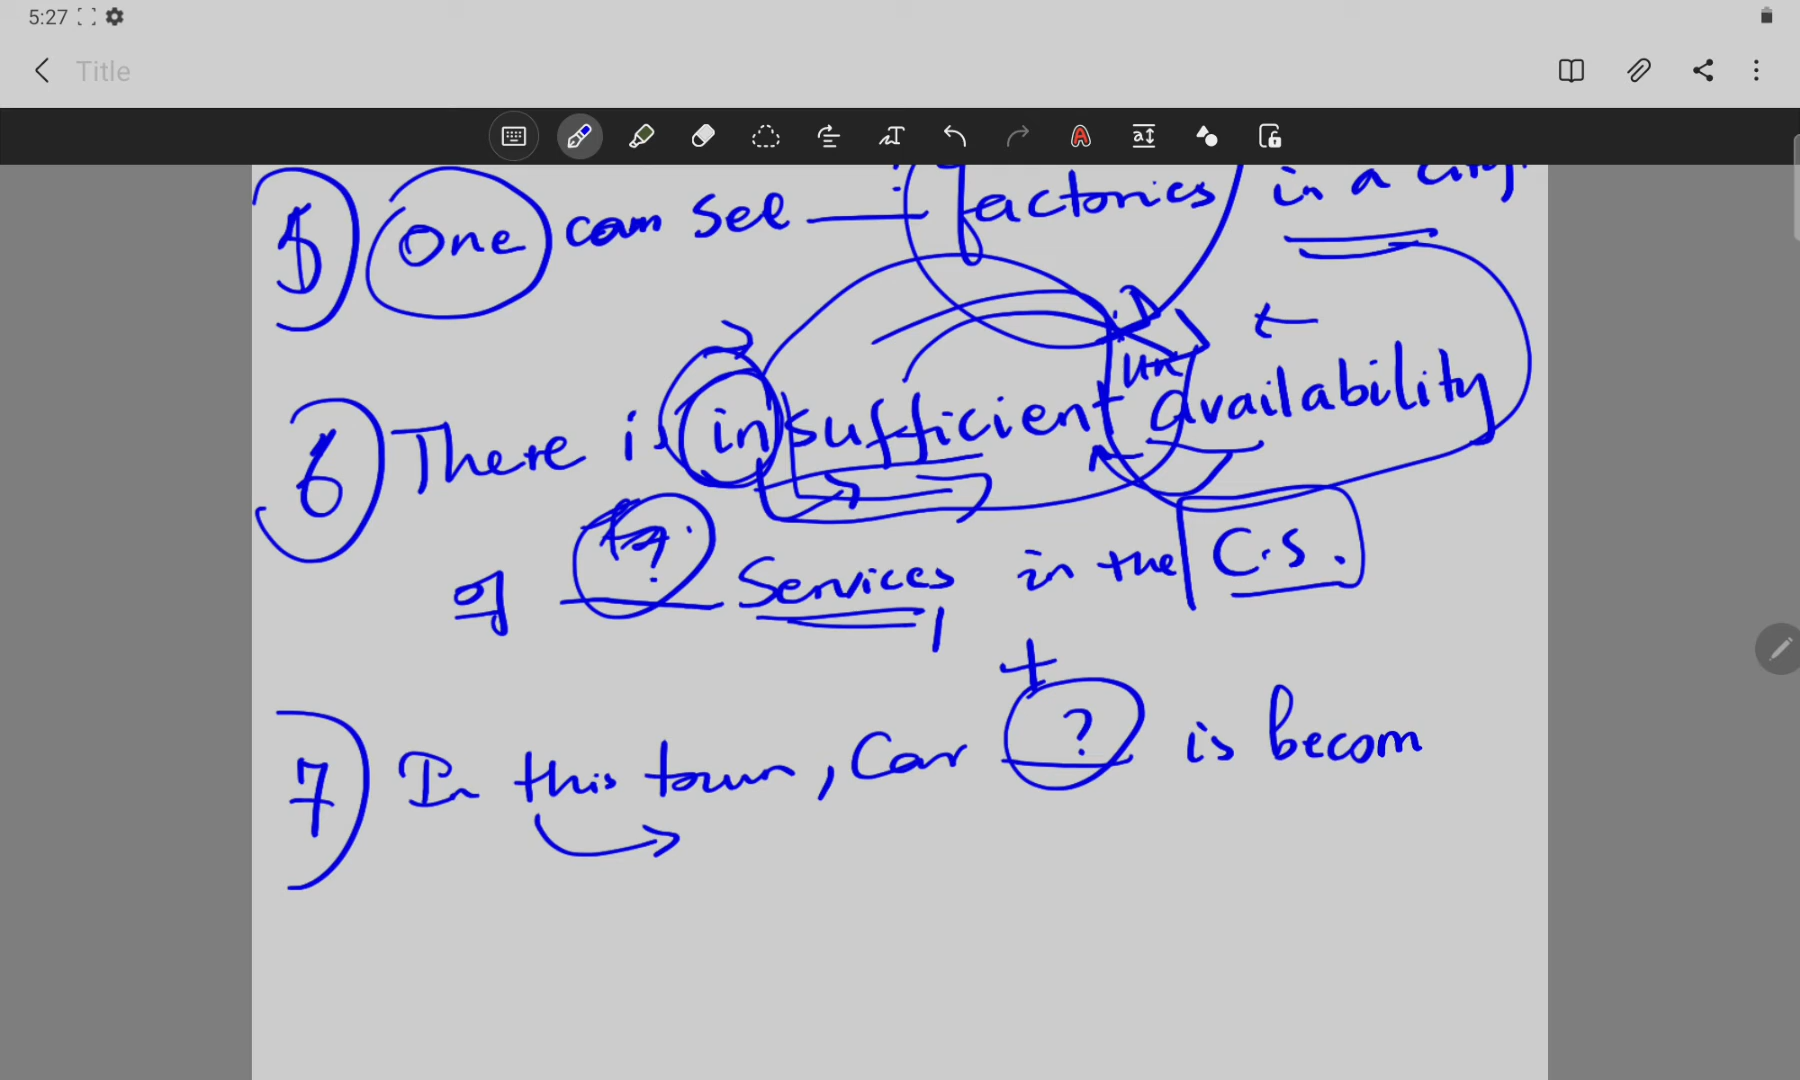 5:27
Title
5) One can see ___ factories in a city.
un
6) There is insufficient availability
of ? Services in the C.S.
7) In this town, Car ? is becom